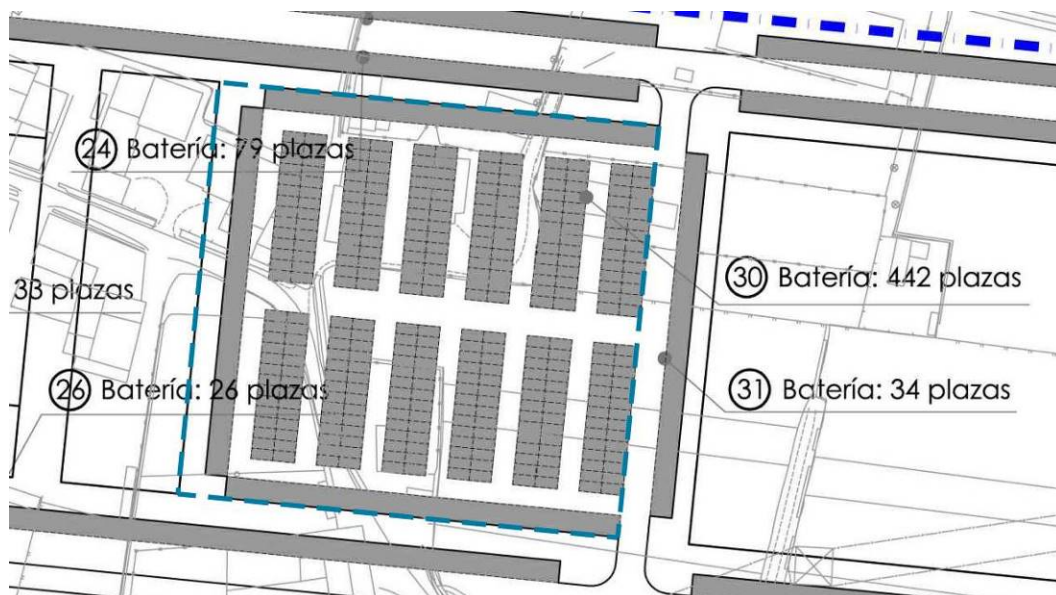 24 Batería: 79 plazas
30 Batería: 442 plazas
33 plazas
26 Batería: 26 plazas
31 Batería: 34 plazas